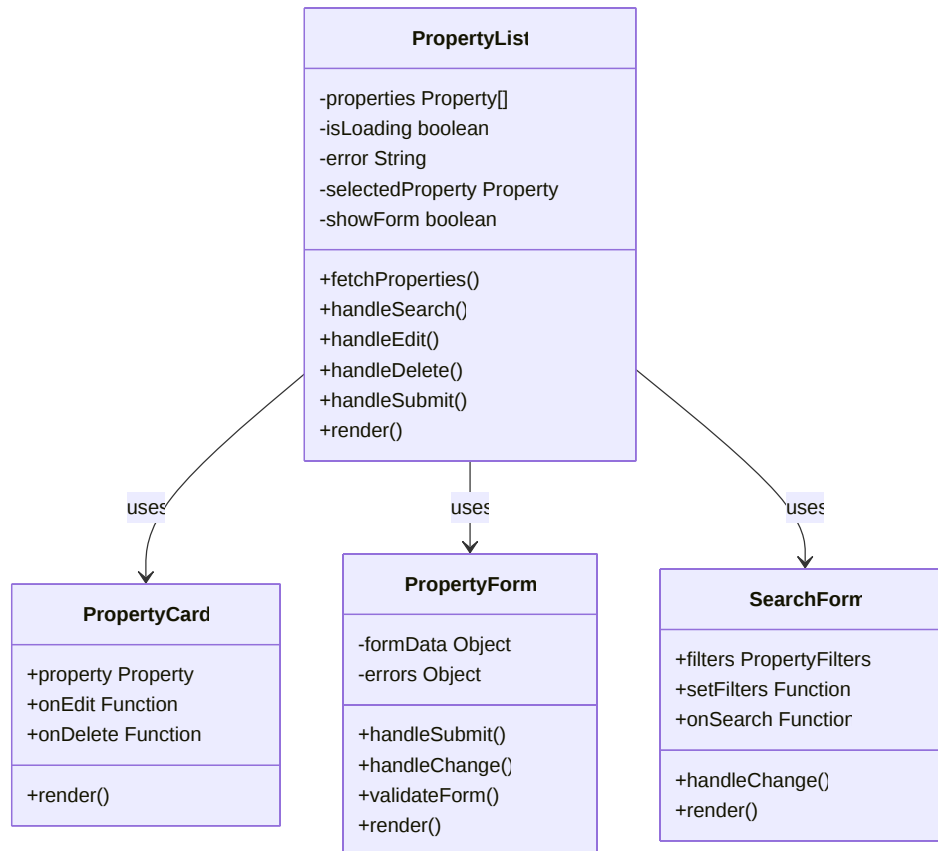 PropertyList
-properties Property[]
-isLoading boolean
-error String
-selectedProperty Property
-showForm boolean
+fetchProperties()
+handleSearch()
+handleEdit()
+handleDelete()
+handleSubmit()
+render()
uses
uses
uses
PropertyCard
+property Property
+onEdit Function
+onDelete Function
+render()
PropertyForm
-formData Object
-errors Object
+handleSubmit()
+handleChange()
+validateForm()
+render()
SearchForm
+filters PropertyFilters
+setFilters Function
+onSearch Function
+handleChange()
+render()